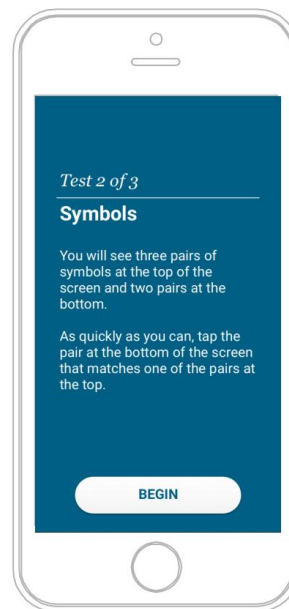 Test 2 of 3
Symbols
You will see three pairs of
symbols at the top of the
screen and two pairs at the
bottom.
As quickly as you can, tap the
pair at the bottom of the screen
that matches one of the pairs at
the top.
BEGIN